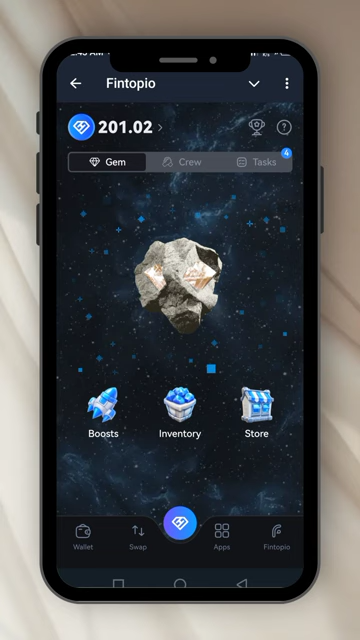 Fintopio
201.02
Gem
Crew
Tasks
4
Boosts
Inventory
Store
Wallet
Swap
Apps
Fintopio